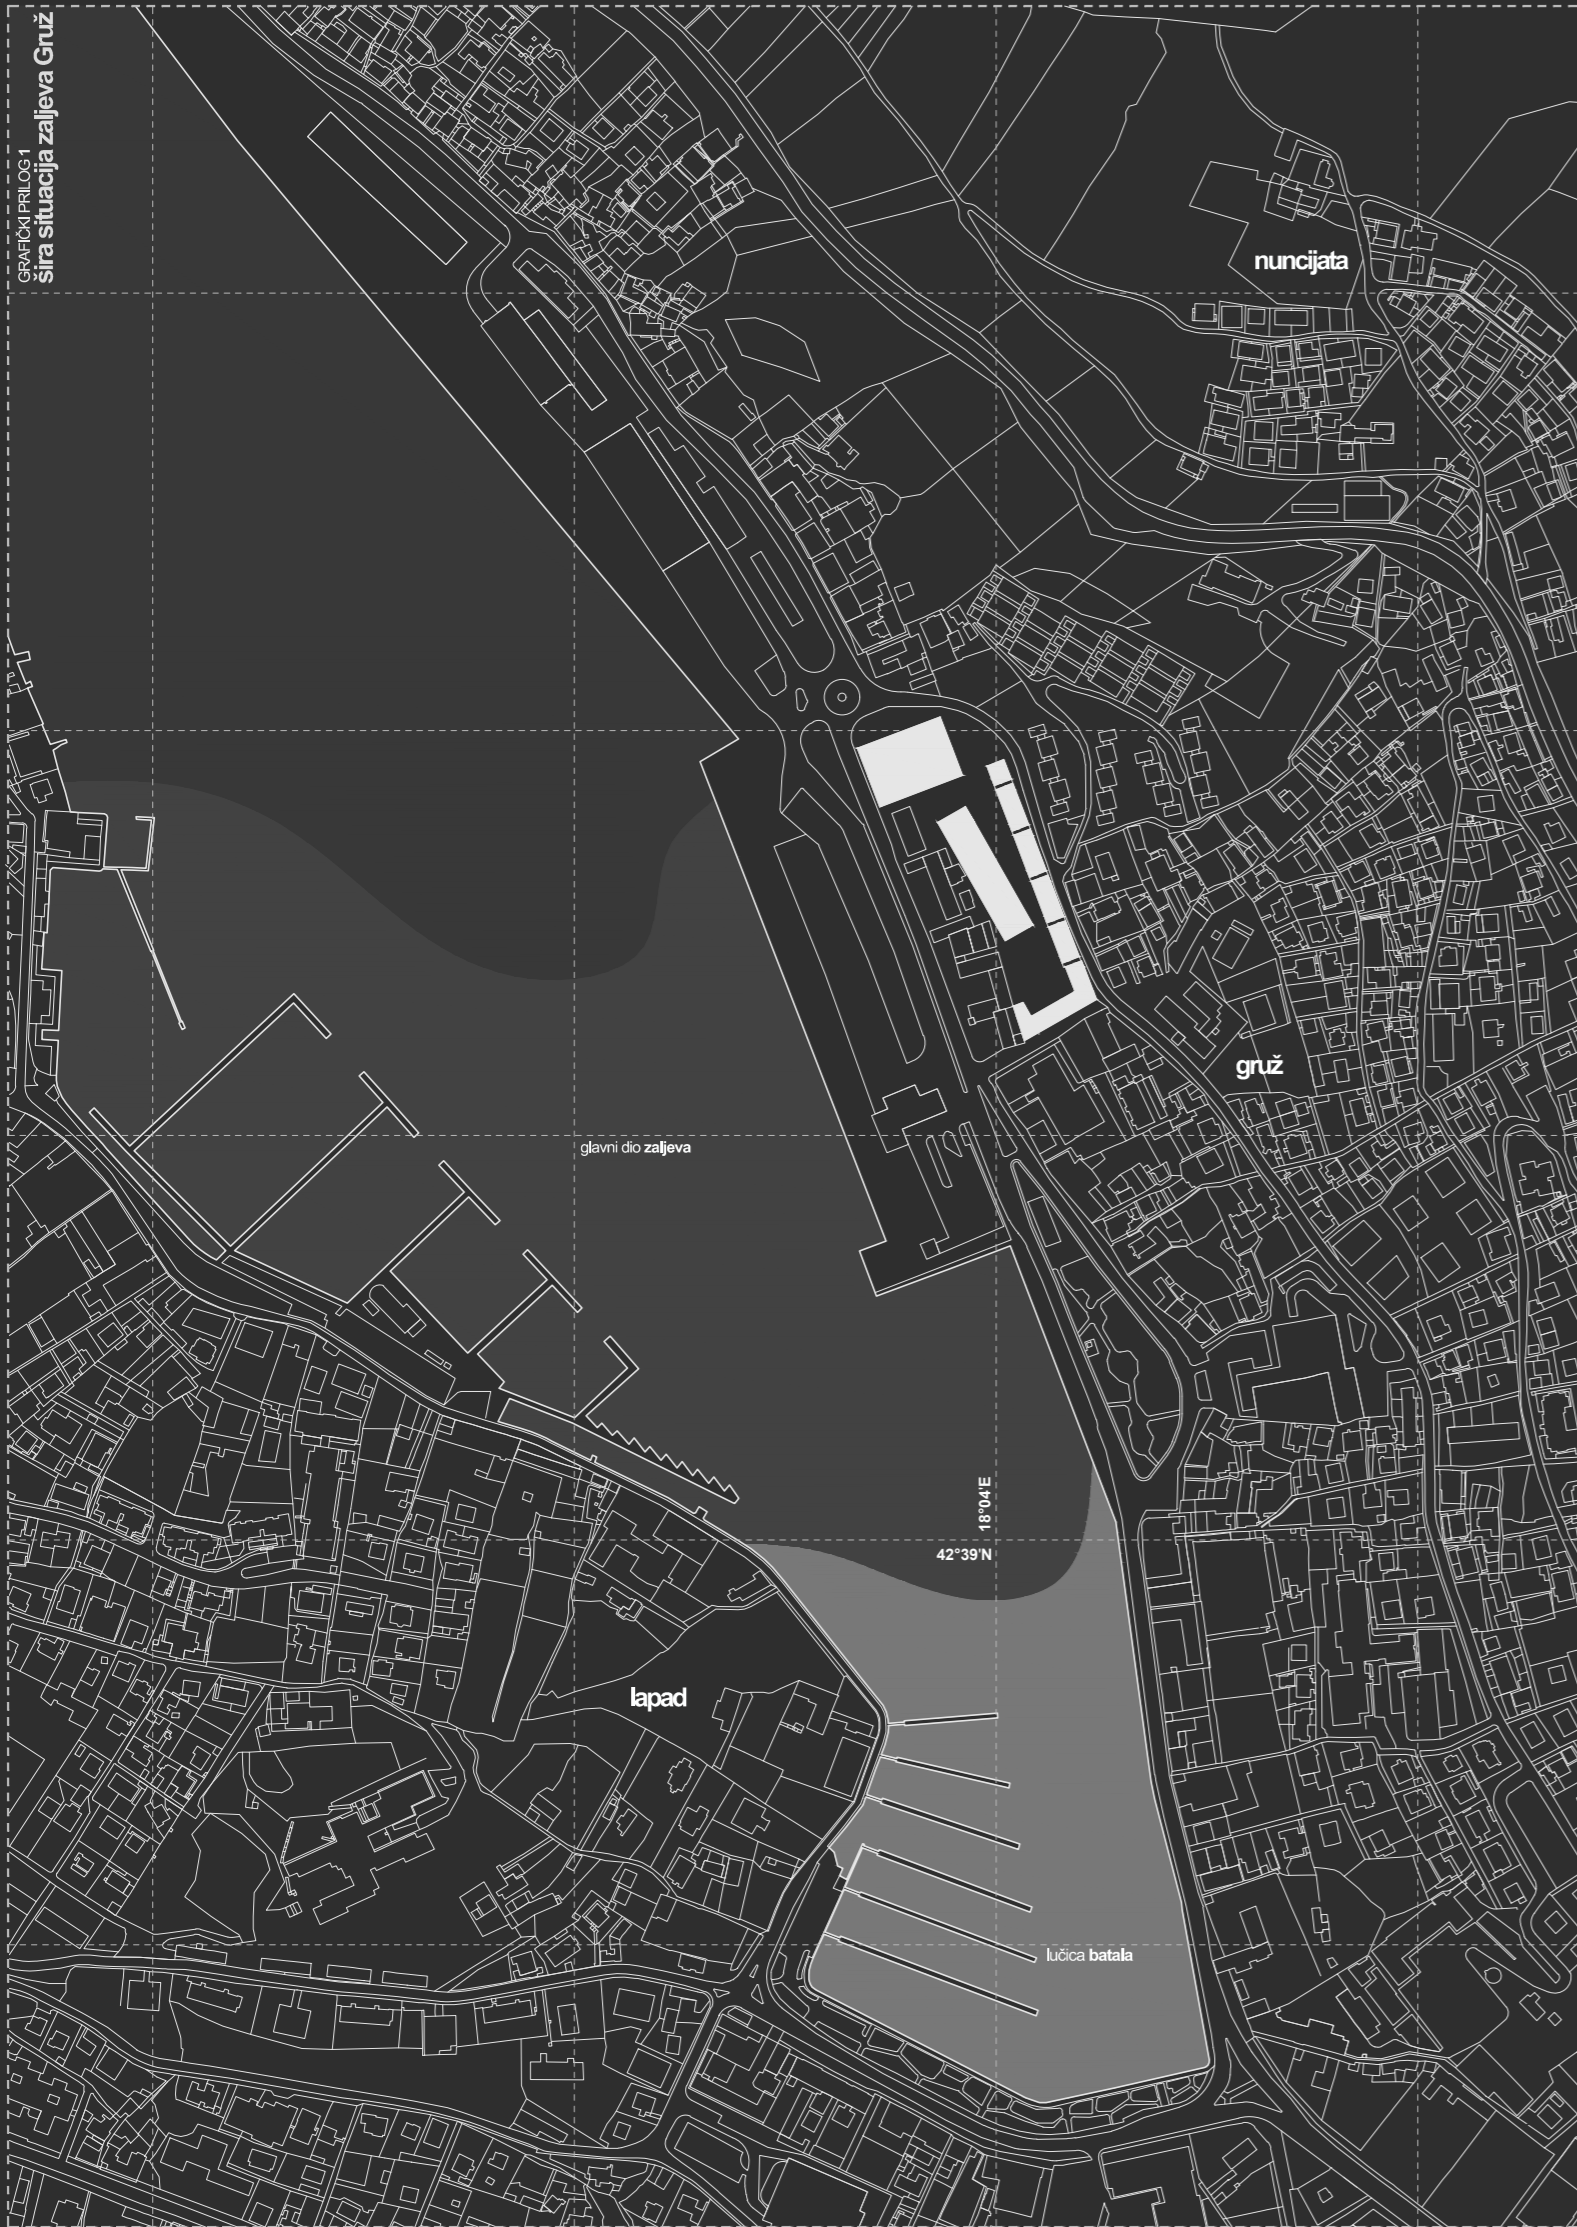 GRAFIČKI PRILOG 1
šira situacija zaljeva Gruž
nuncijata
gruž
glavni dio zaljeva
18°04'E
42°39'N
lapad
lučica batala